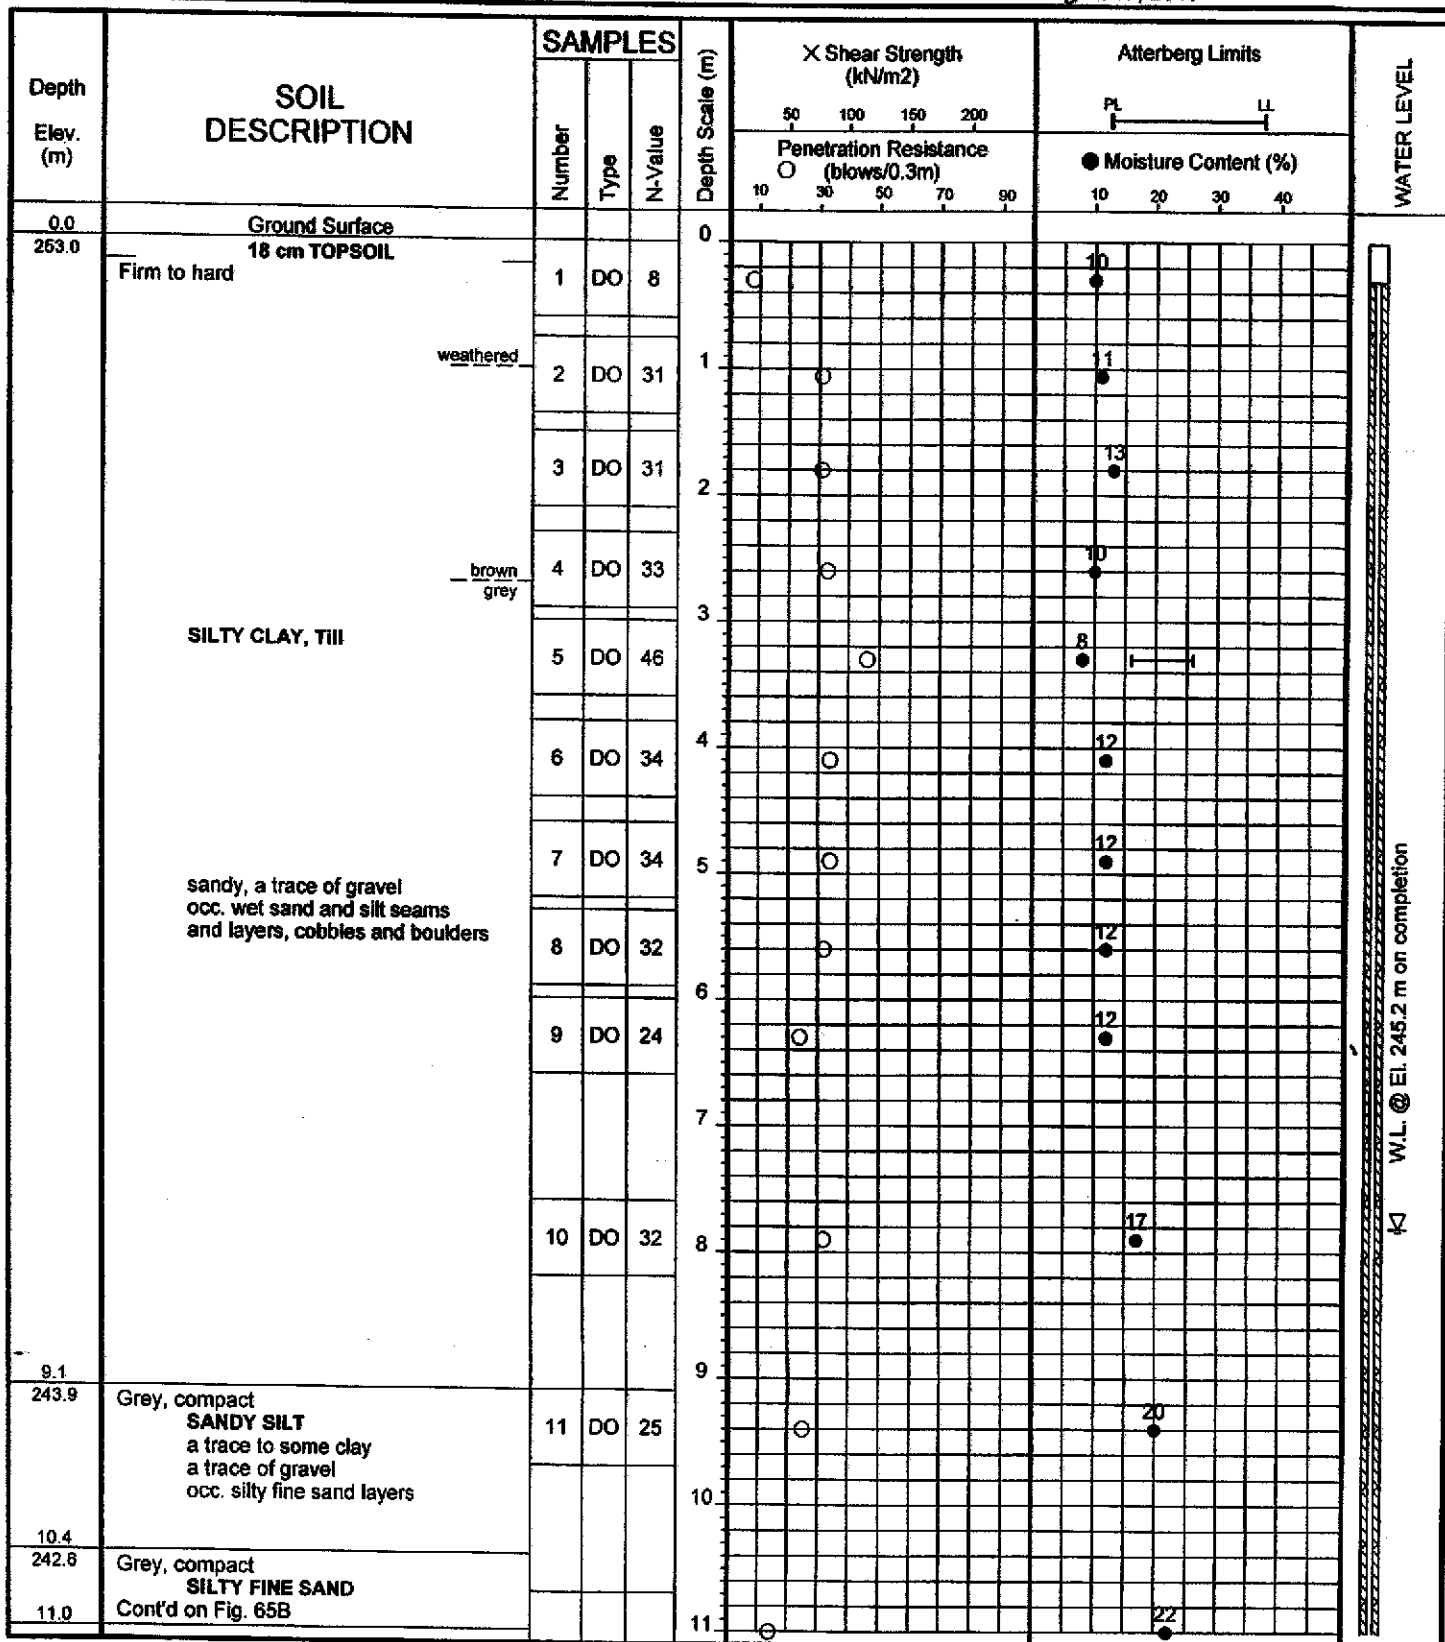 SAMPLES
Depth
Elev.
(m)
SOIL
DESCRIPTION
Number
Type
N-Value
Depth Scale (m)
X Shear Strength
(kN/m2)
50 100 150 200
Penetration Resistance
O (blows/0.3m)
10 30 50 70 90
Atterberg Limits
PL LL
● Moisture Content (%)
10 20 30 40
WATER LEVEL
0.0 Ground Surface 0
253.0 18 cm TOPSOIL
Firm to hard
1 DO 8 10
weathered
1
2 DO 31 11
3 DO 31 13
2
brown
grey
4 DO 33 10
3
SILTY CLAY, Till
5 DO 46 8
4
6 DO 34 12
7 DO 34 12
5
sandy, a trace of gravel
occ. wet sand and silt seams
and layers, cobbles and boulders
8 DO 32 12
6
9 DO 24 12
7
W.L. @ El. 245.2 m on completion
10 DO 32 17
8
9.1 9
243.9 Grey, compact
SANDY SILT
a trace to some clay
a trace of gravel
occ. silty fine sand layers
11 DO 25 20
10
10.4
242.6 Grey, compact
SILTY FINE SAND
11.0 Cont'd on Fig. 65B
11 22